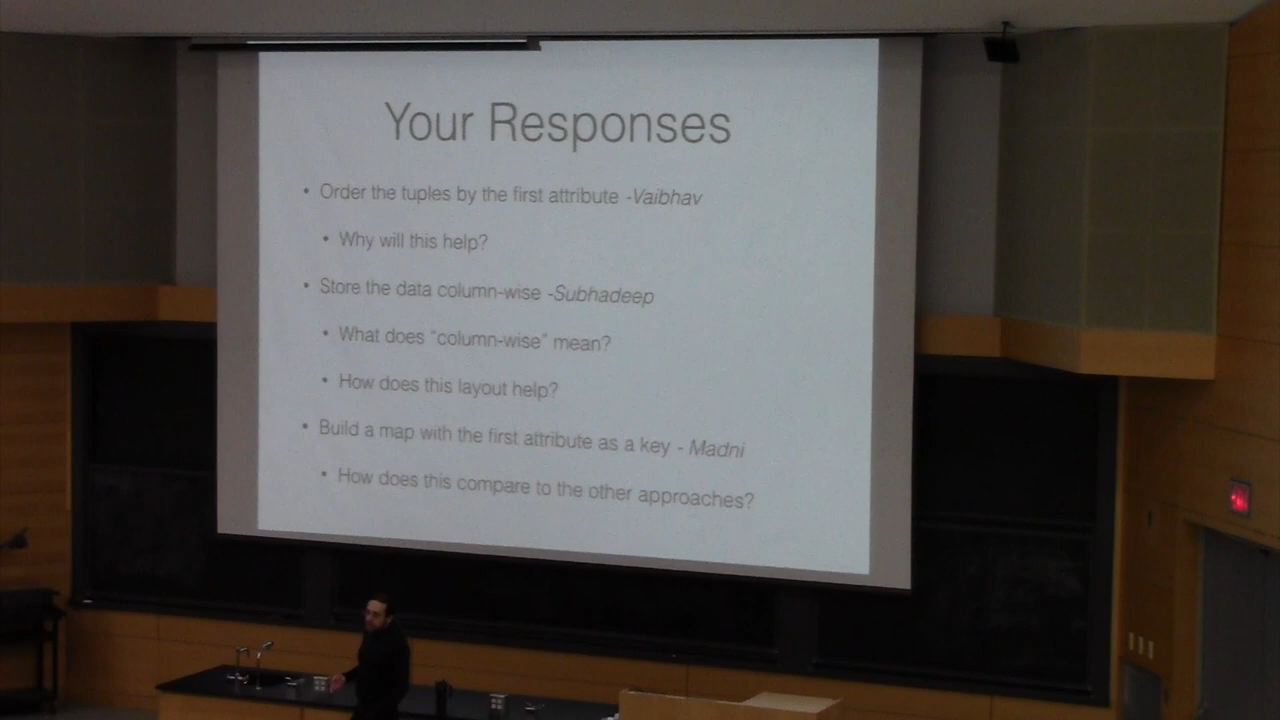 Your Responses
• Order the tuples by the first attribute -Vaibhav
• Why will this help?
• Store the data column-wise -Subhadeep
• What does "column-wise" mean?
• How does this layout help?
• Build a map with the first attribute as a key - Madni
• How does this compare to the other approaches?